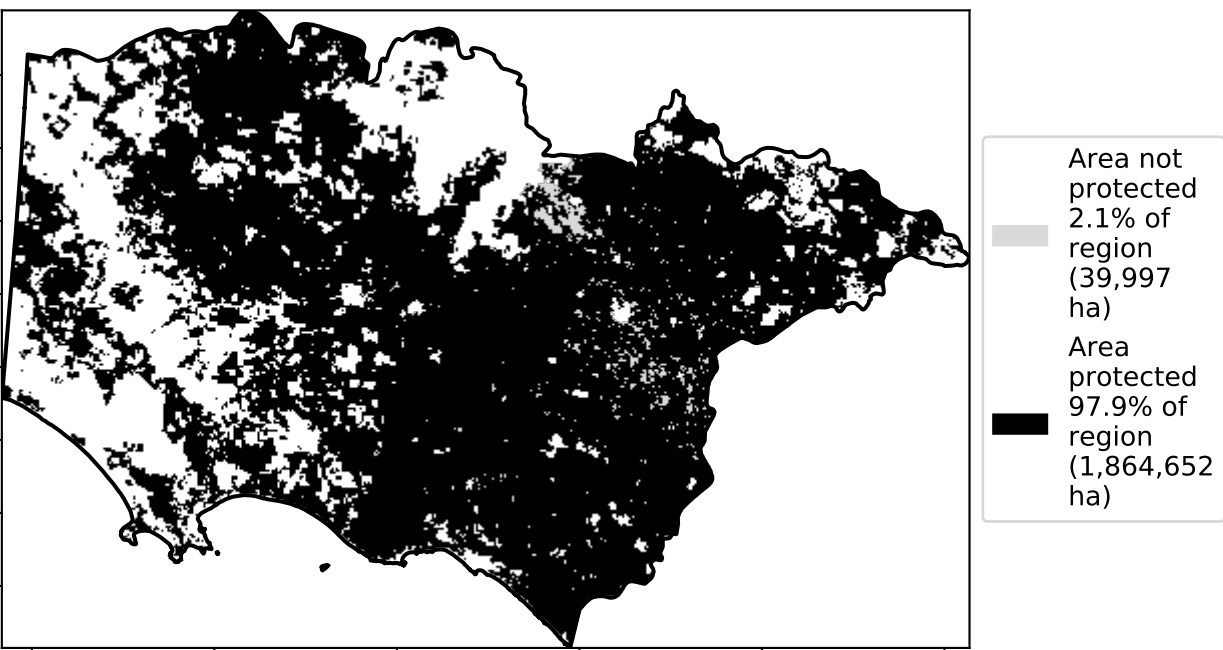 Area not
protected
2.1% of
region
(39,997
ha)
Area
protected
97.9% of
region
(1,864,652
ha)